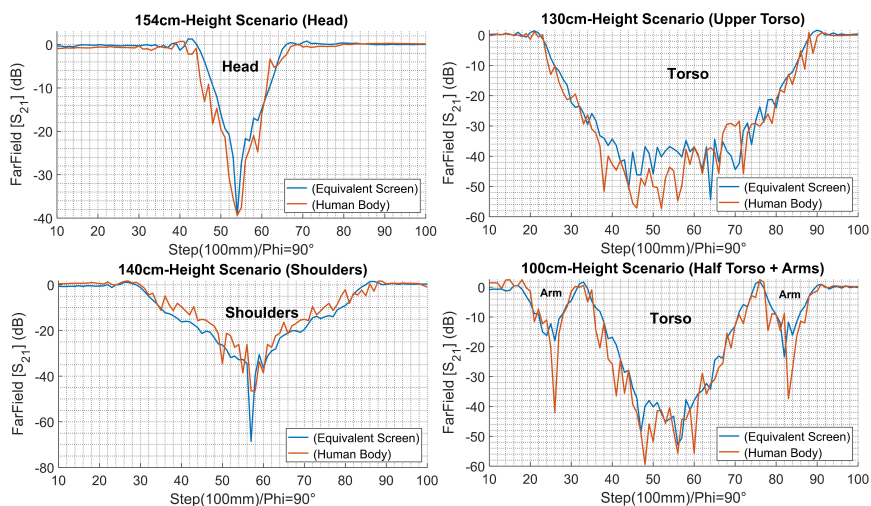 154cm-Height Scenario (Head)
FarField [S21] (dB)
0
-10
-20
-30
-40
Head
(Equivalent Screen)
(Human Body)
10 20 30 40 50 60 70 80 90 100
Step(100mm)/Phi=90°
130cm-Height Scenario (Upper Torso)
FarField [S21] (dB)
0
-10
-20
-30
-40
-50
-60
Torso
(Equivalent Screen)
(Human Body)
10 20 30 40 50 60 70 80 90 100
Step(100mm)/Phi=90°
140cm-Height Scenario (Shoulders)
FarField [S21] (dB)
0
-20
-40
-60
-80
Shoulders
(Equivalent Screen)
(Human Body)
10 20 30 40 50 60 70 80 90 100
Step(100mm)/Phi=90°
100cm-Height Scenario (Half Torso + Arms)
FarField [S21] (dB)
0
-10
-20
-30
-40
-50
-60
Arm
Torso
Arm
(Equivalent Screen)
(Human Body)
10 20 30 40 50 60 70 80 90 100
Step(100mm)/Phi=90°